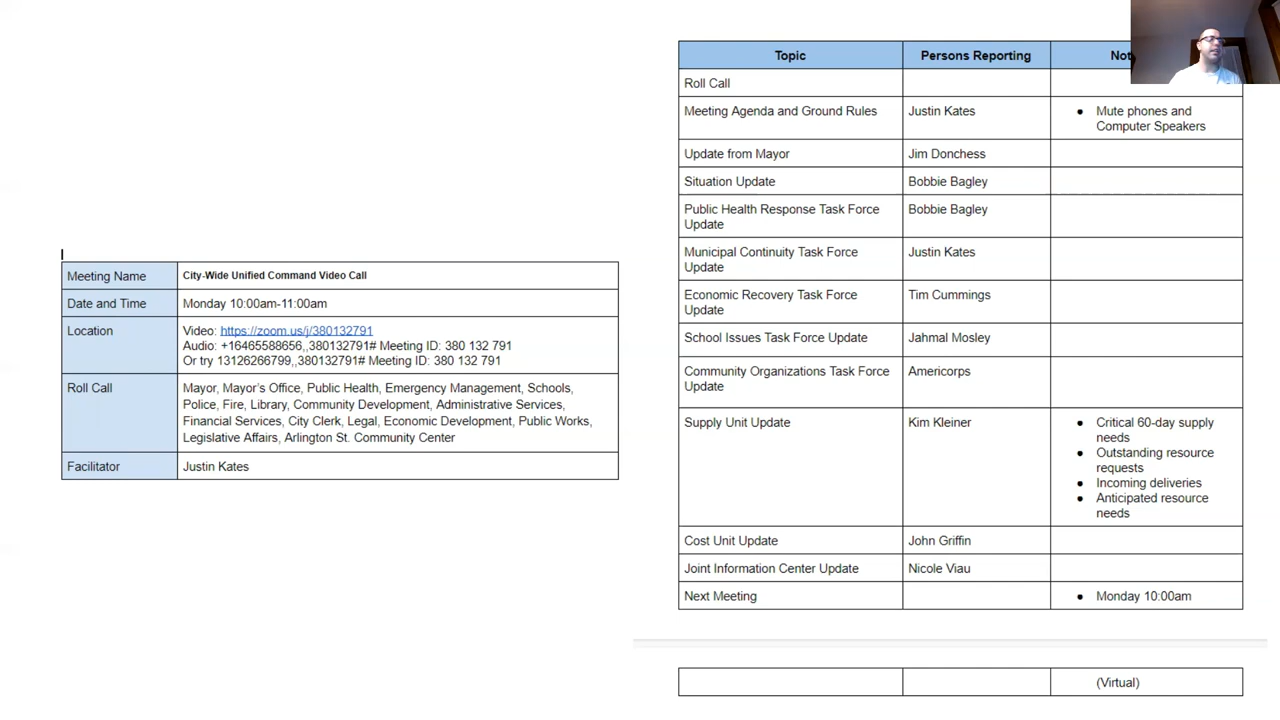 Meeting Name
City-Wide Unified Command Video Call
Date and Time
Monday 10:00am-11:00am
Location
Video: https://zoom.us/j/380132791
Audio: +16465588656,,380132791# Meeting ID: 380 132 791
Or try 13126266799,,380132791# Meeting ID: 380 132 791
Roll Call
Mayor, Mayor's Office, Public Health, Emergency Management, Schools,
Police, Fire, Library, Community Development, Administrative Services,
Financial Services, City Clerk, Legal, Economic Development, Public Works,
Legislative Affairs, Arlington St. Community Center
Facilitator
Justin Kates
Topic
Persons Reporting
Roll Call
Meeting Agenda and Ground Rules
Justin Kates
● Mute phones and
Computer Speakers
Update from Mayor
Jim Donchess
Situation Update
Bobbie Bagley
Public Health Response Task Force
Update
Bobbie Bagley
Municipal Continuity Task Force
Update
Justin Kates
Economic Recovery Task Force
Update
Tim Cummings
School Issues Task Force Update
Jahmal Mosley
Community Organizations Task Force
Update
Americorps
Supply Unit Update
Kim Kleiner
● Critical 60-day supply
needs
● Outstanding resource
requests
● Incoming deliveries
● Anticipated resource
needs
Cost Unit Update
John Griffin
Joint Information Center Update
Nicole Viau
Next Meeting
● Monday 10:00am
(Virtual)